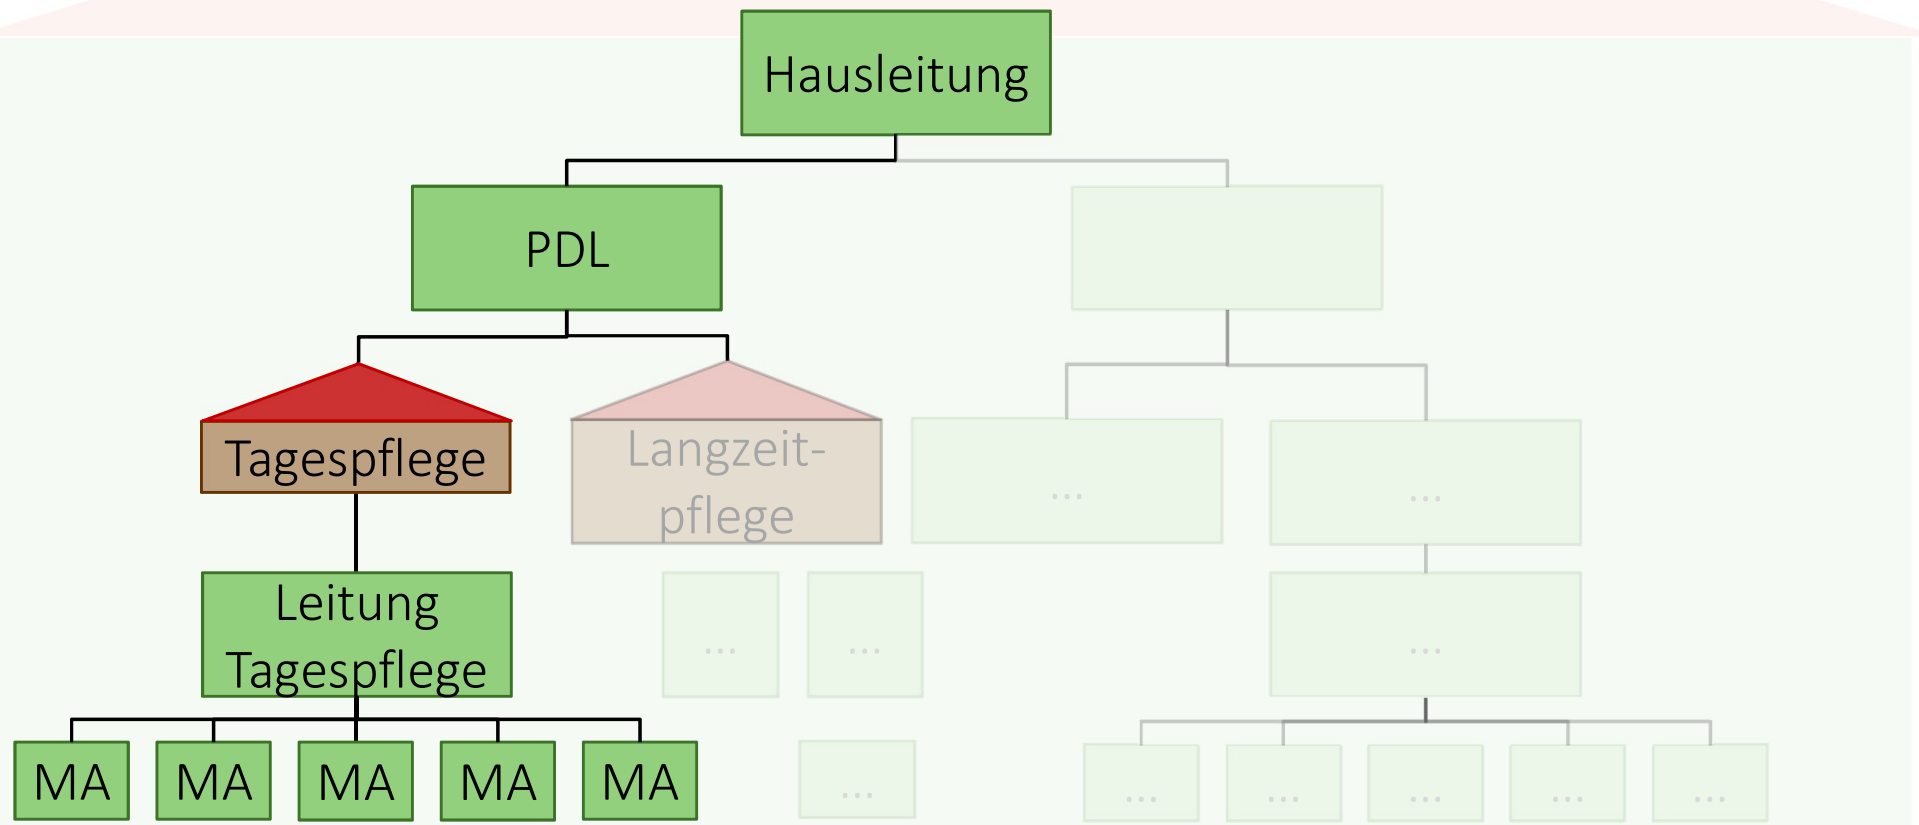 Hausleitung
PDL
Tagespflege
Langzeit-
pflege
...
...
Leitung
Tagespflege
...
...
...
MA
MA
MA
MA
MA
...
...
...
...
...
...